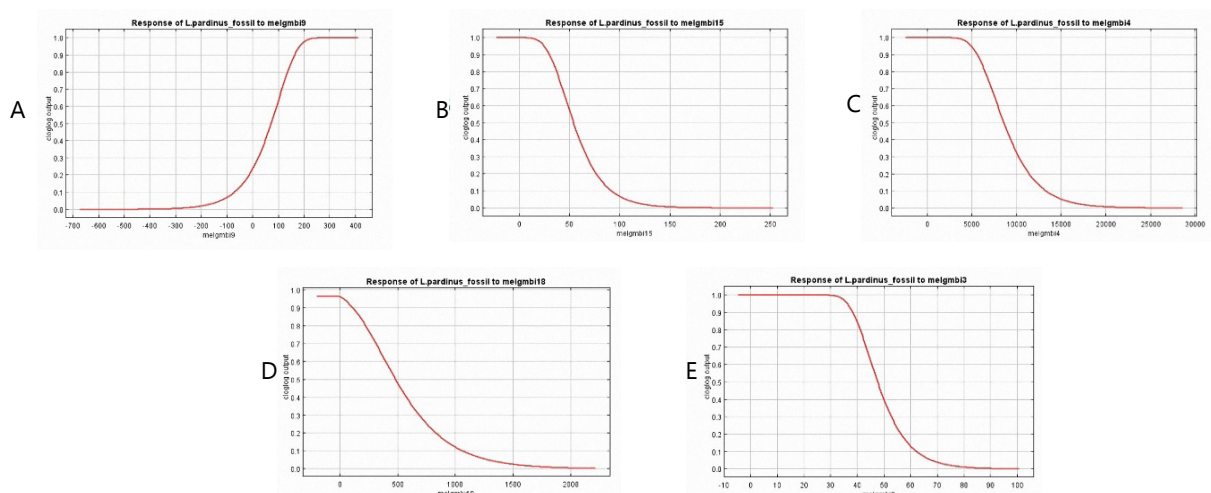 Response of L.pardinus_fossil to melgmbi9
A
cloglog output
1.0
0.9
0.8
0.7
0.6
0.5
0.4
0.3
0.2
0.1
0.0
-700 -600 -500 -400 -300 -200 -100 0 100 200 300 400
melgmbi9
Response of L.pardinus_fossil to melgmbi15
B
cloglog output
1.0
0.9
0.8
0.7
0.6
0.5
0.4
0.3
0.2
0.1
0.0
0 50 100 150 200 250
melgmbi15
Response of L.pardinus_fossil to melgmbi4
C
cloglog output
1.0
0.9
0.8
0.7
0.6
0.5
0.4
0.3
0.2
0.1
0.0
0 5000 10000 15000 20000 25000 30000
melgmbi4
Response of L.pardinus_fossil to melgmbi18
D
cloglog output
1.0
0.9
0.8
0.7
0.6
0.5
0.4
0.3
0.2
0.1
0.0
0 500 1000 1500 2000
Response of L.pardinus_fossil to melgmbi3
E
cloglog output
1.0
0.9
0.8
0.7
0.6
0.5
0.4
0.3
0.2
0.1
0.0
-10 0 10 20 30 40 50 60 70 80 90 100